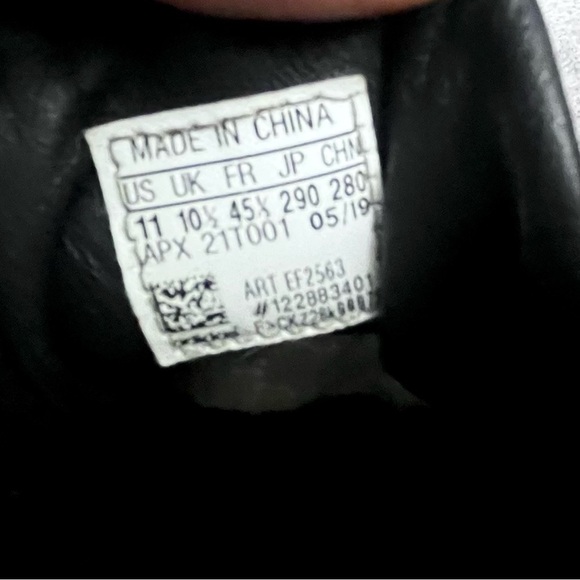 MADE IN CHINA
US UK FR JP CHN
11 10½ 45⅓ 290 280
APX 21T001 05/19
ART EF2563
#122883401